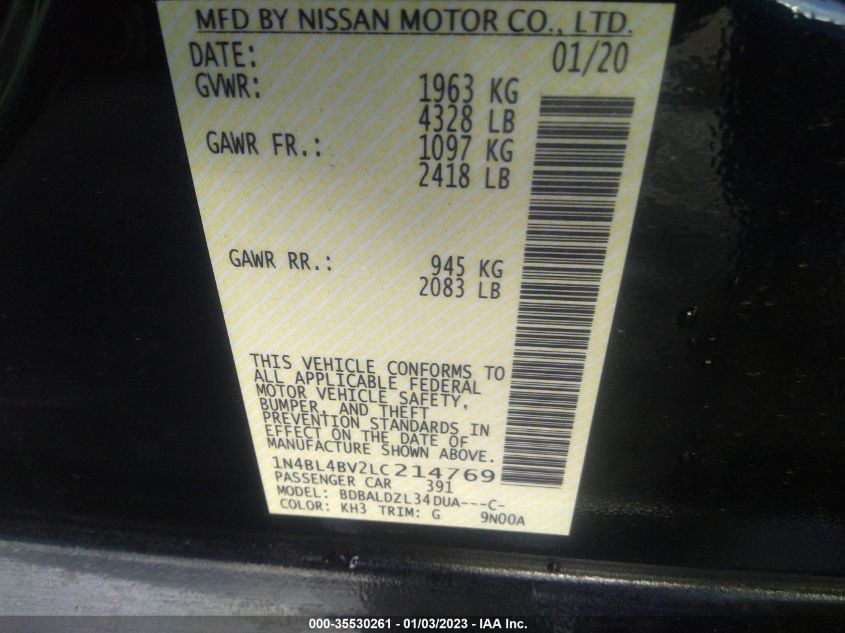 MFD BY NISSAN MOTOR CO., LTD.
DATE: 01/20
GVWR: 1963 KG
4328 LB
GAWR FR.: 1097 KG
2418 LB
GAWR RR.: 945 KG
2083 LB
THIS VEHICLE CONFORMS TO
ALL APPLICABLE FEDERAL
MOTOR VEHICLE SAFETY,
BUMPER, AND THEFT
PREVENTION STANDARDS IN
EFFECT ON THE DATE OF
MANUFACTURE SHOWN ABOVE.
1N4BL4BV2LC214769
PASSENGER CAR 391
MODEL: BDBALDZL34DUA---C-
COLOR: KH3 TRIM: G 9N00A
000-35530261 - 01/03/2023 - IAA Inc.